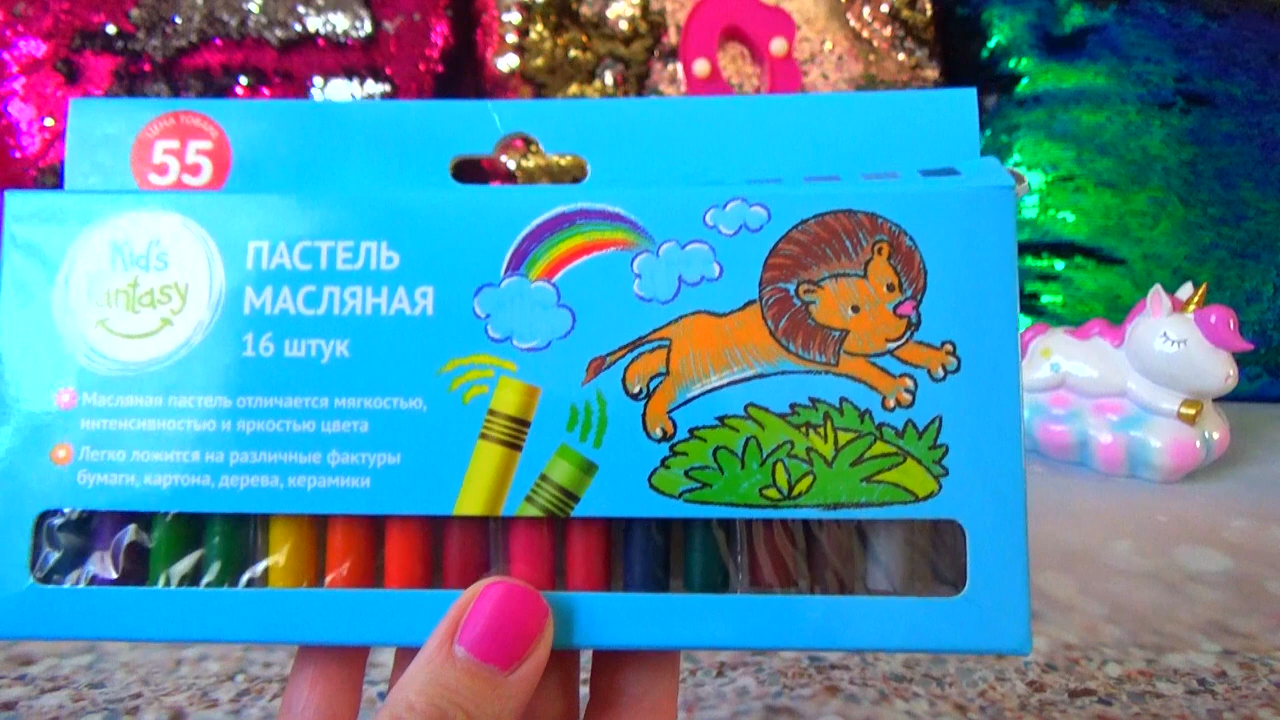 ЦЕНА ТОВАРА
55
Kid's
fantasy
ПАСТЕЛЬ
МАСЛЯНАЯ
16 штук
Масляная пастель отличается мягкостью,
интенсивностью и яркостью цвета
Легко ложится на различные фактуры
бумаги, картона, дерева, керамики